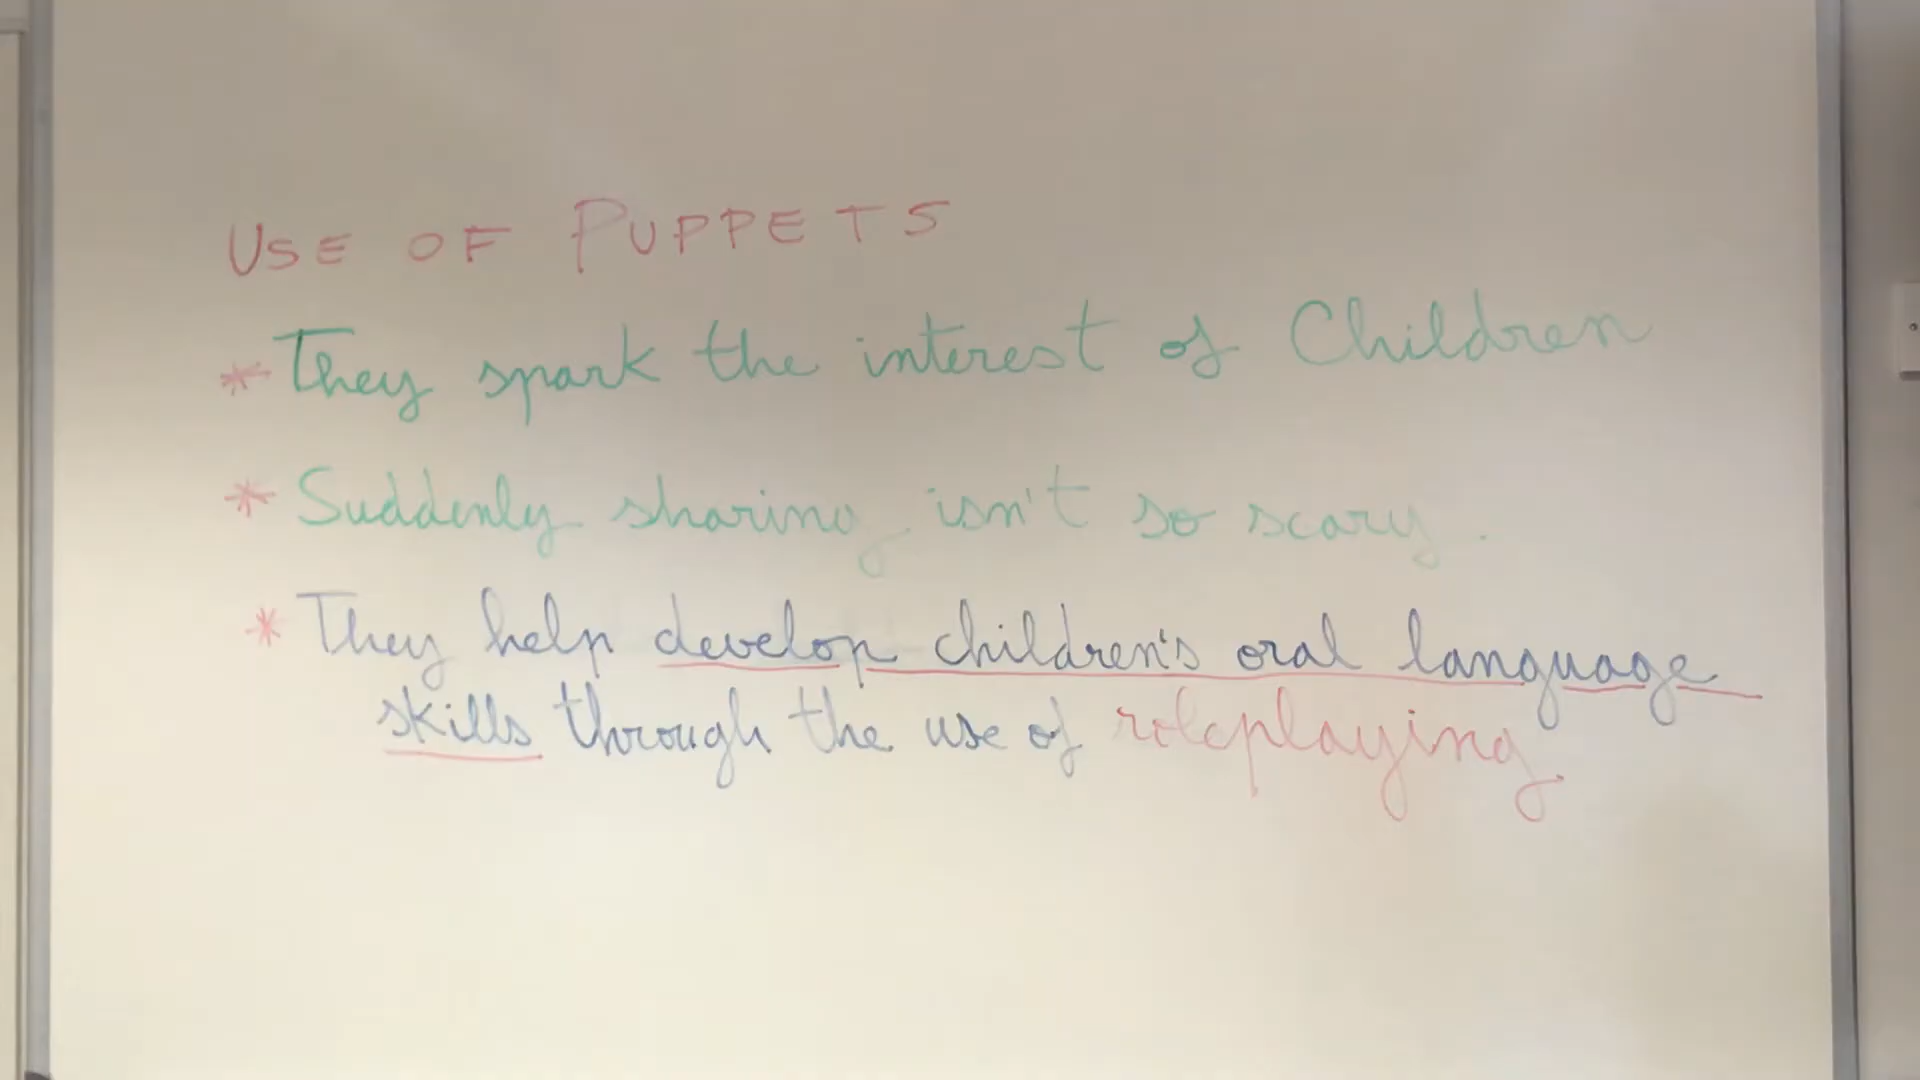 USE OF PUPPETS
* They spark the interest of Children
* Suddenly sharing isn't so scary.
* They help develop children's oral language
skills through the use of roleplaying